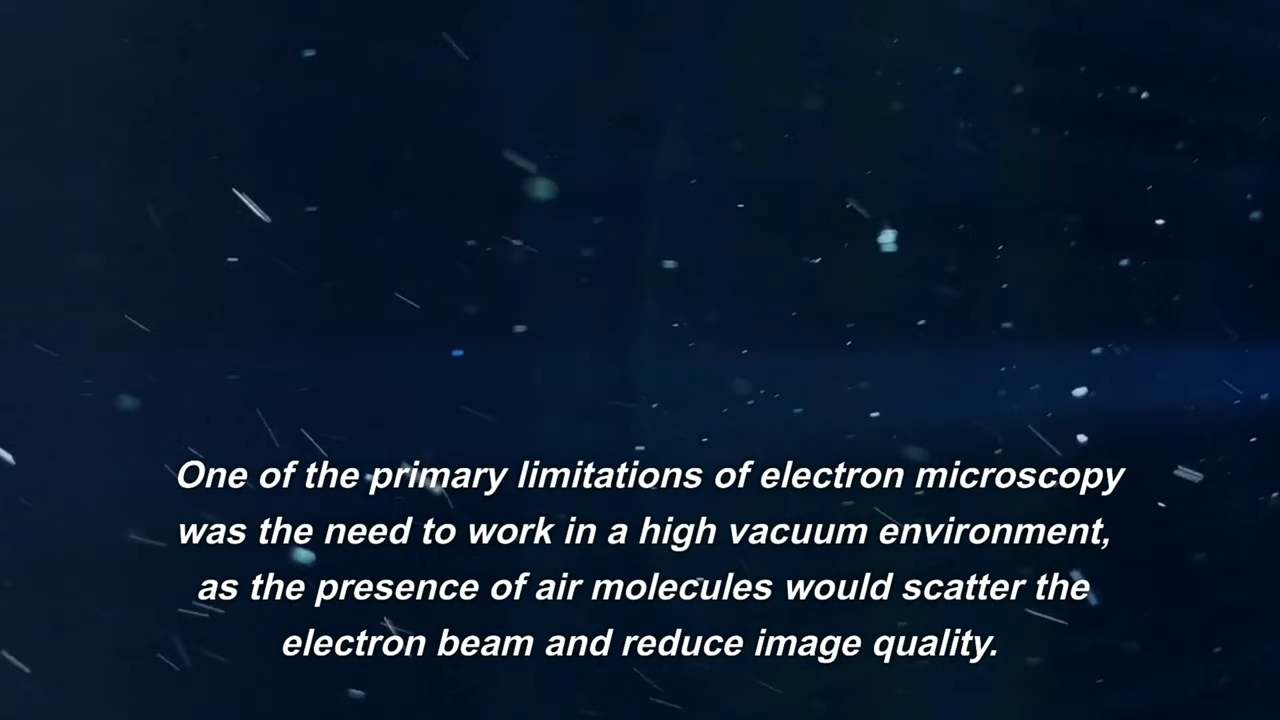 One of the primary limitations of electron microscopy
was the need to work in a high vacuum environment,
as the presence of air molecules would scatter the
electron beam and reduce image quality.